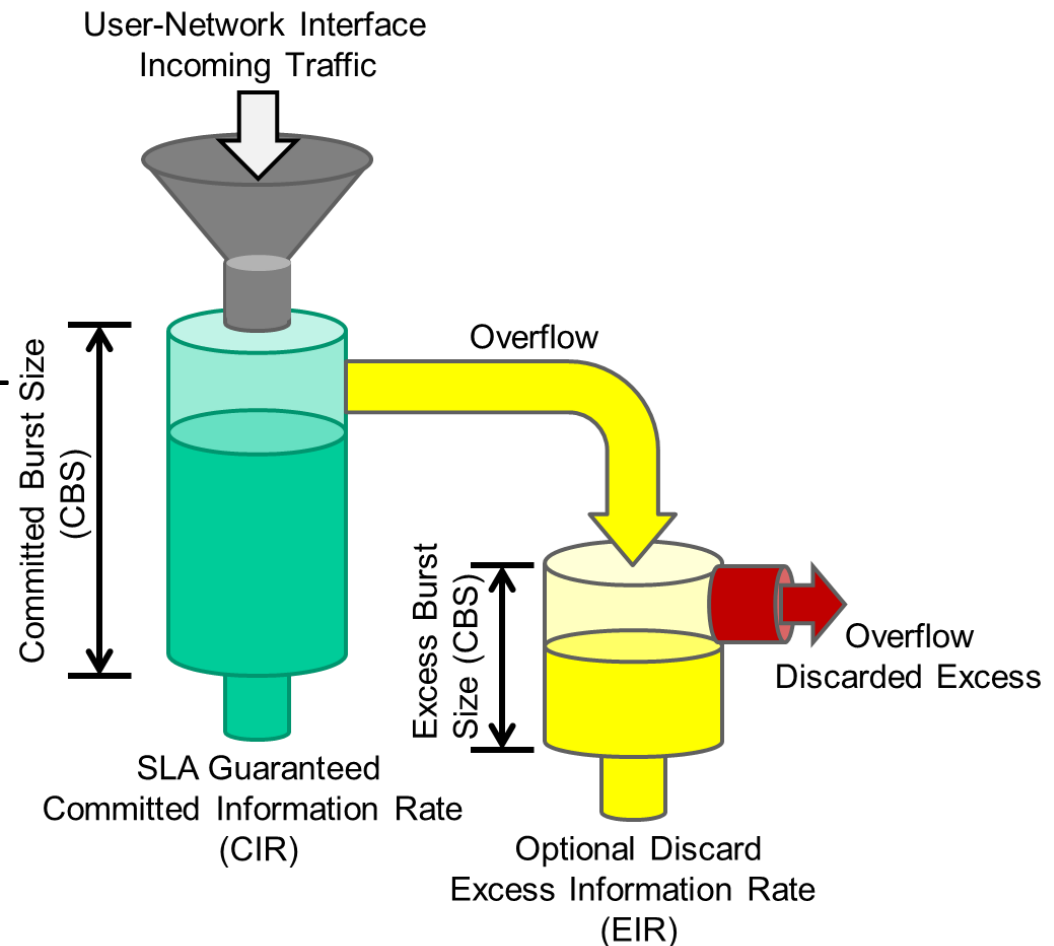 User-Network Interface
Incoming Traffic
Overflow
Committed Burst Size
(CBS)
Excess Burst
Size (CBS)
Overflow
Discarded Excess
SLA Guaranteed
Committed Information Rate
(CIR)
Optional Discard
Excess Information Rate
(EIR)